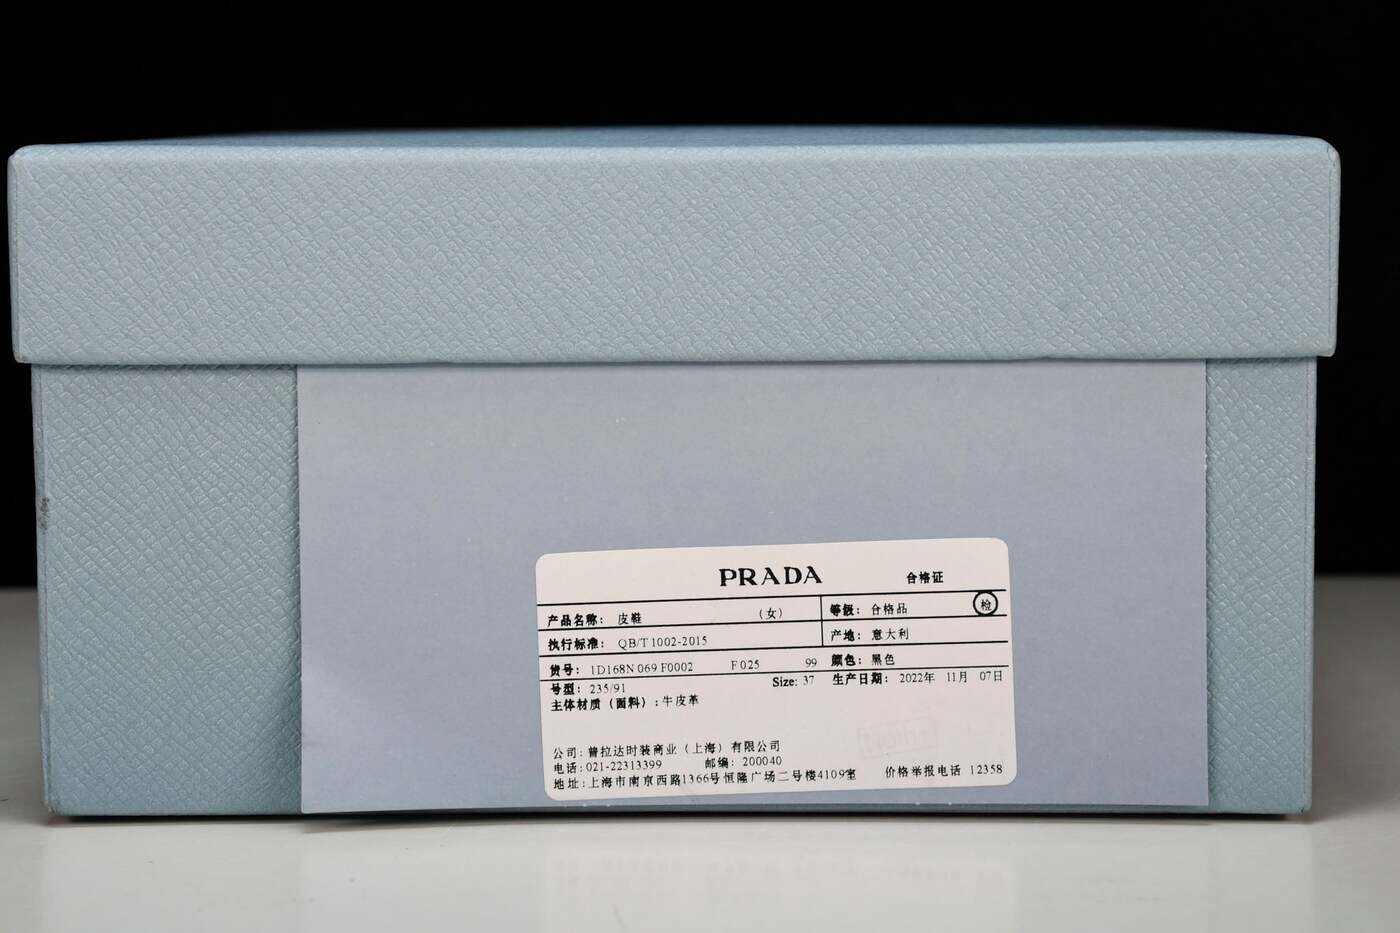 PRADA 合格证
产品名称: 皮鞋 (女) 等级: 合格品 检
执行标准: QB/T 1002-2015 产地: 意大利
货号: 1D168N 069 F0002 F 025 99 颜色: 黑色
号型: 235/91 Size: 37 生产日期: 2022年 11月 07日
主体材质（面料）: 牛皮革
公司: 普拉达时装商业（上海）有限公司
电话: 021-22313399 邮编: 200040
地址: 上海市南京西路1366号恒隆广场二号楼4109室 价格举报电话 12358